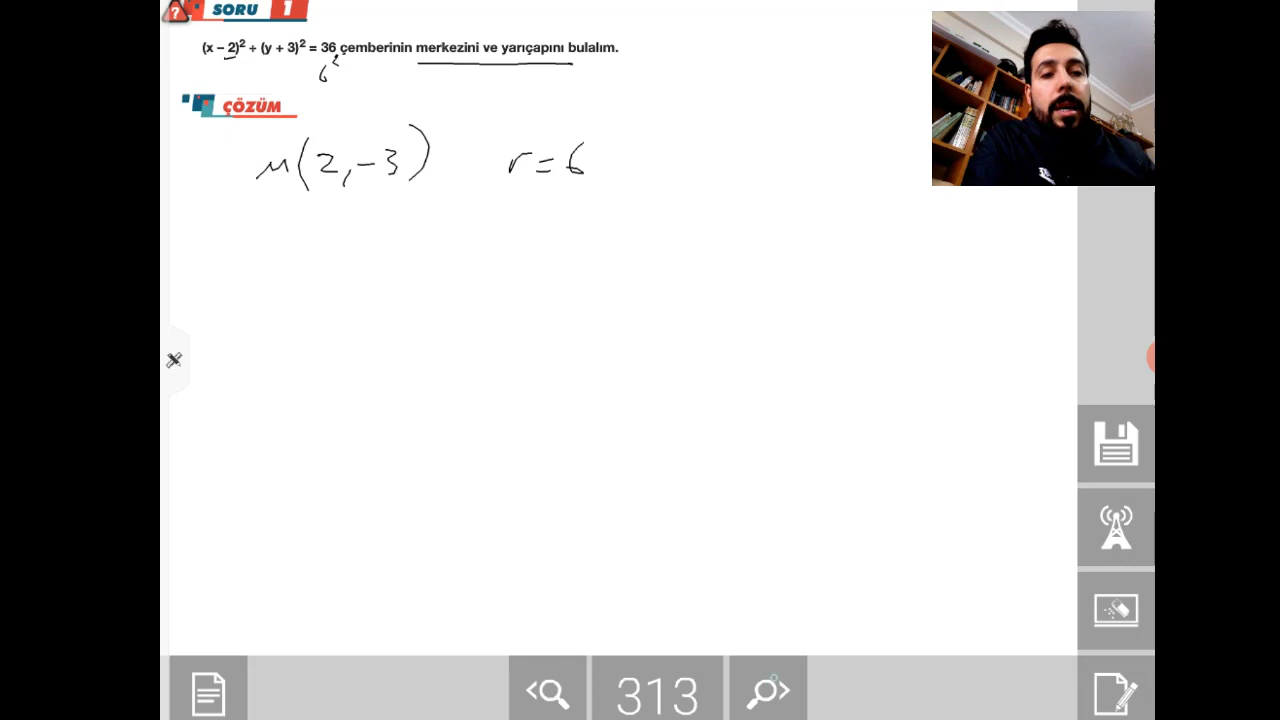 SORU 1
(x – 2)² + (y + 3)² = 36 çemberinin merkezini ve yarıçapını bulalım.
6²
ÇÖZÜM
M(2, -3) r = 6
313